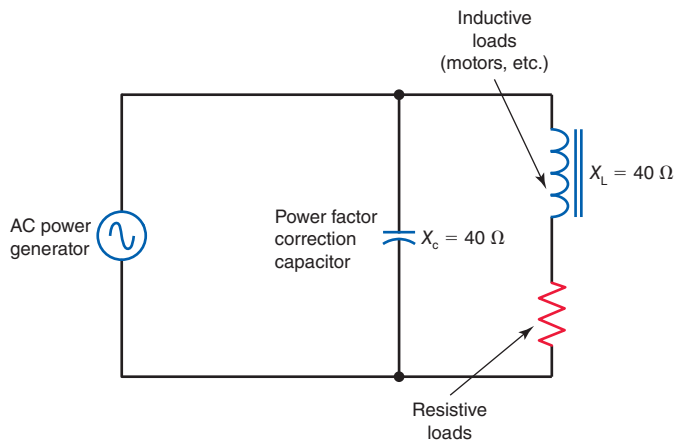 Inductive
loads
(motors, etc.)
X_L = 40 Ω
AC power
generator
Power factor
correction
capacitor
X_c = 40 Ω
Resistive
loads